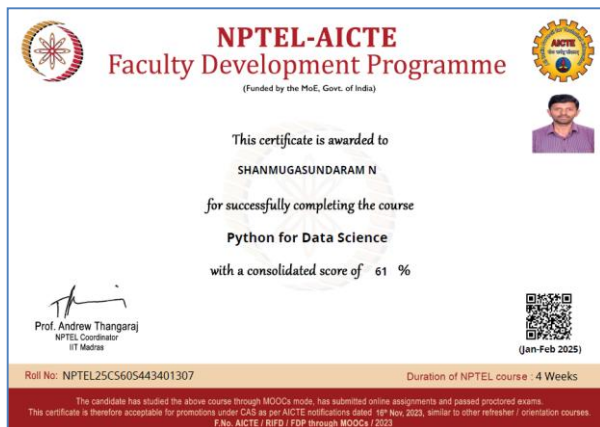 NPTEL-AICTE
Faculty Development Programme
(Funded by the MoE, Govt. of India)
AICTE
This certificate is awarded to
SHANMUGASUNDARAM N
for successfully completing the course
Python for Data Science
with a consolidated score of 61 %
Prof. Andrew Thangaraj
NPTEL Coordinator
IIT Madras
(Jan-Feb 2025)
Roll No: NPTEL25CS60S443401307
Duration of NPTEL course : 4 Weeks
The candidate has studied the above course through MOOCs mode, has submitted online assignments and passed proctored exams.
This certificate is therefore acceptable for promotions under CAS as per AICTE notifications dated 16th Nov, 2023, similar to other refresher / orientation courses.
F.No. AICTE / RIFD / FDP through MOOCs / 2023